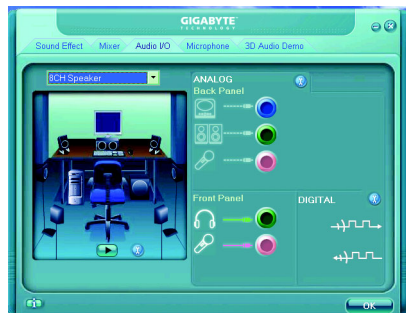 GIGABYTE
TECHNOLOGY
Sound Effect Mixer Audio I/O Microphone 3D Audio Demo
8CH Speaker
ANALOG
Back Panel
Front Panel
DIGITAL
OK